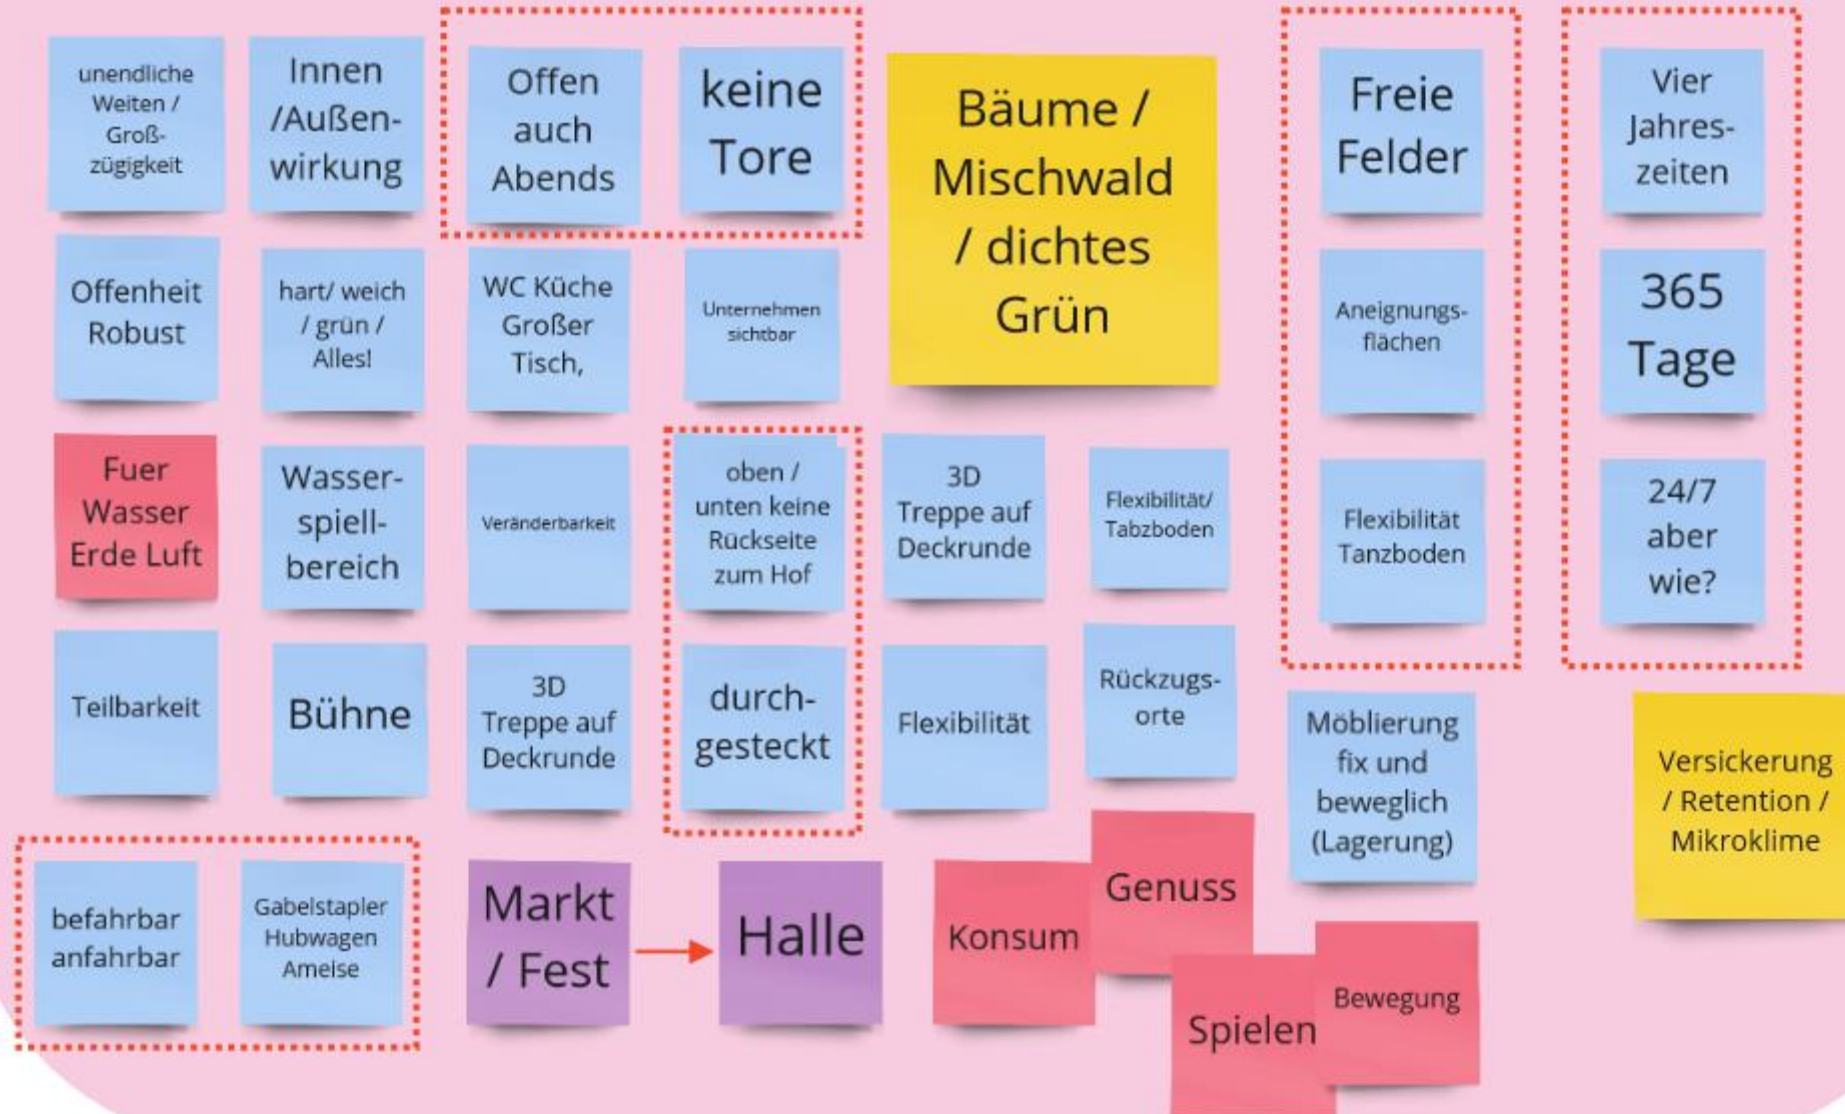 unendliche
Weiten /
Groß-
zügigkeit
Innen
/Außen-
wirkung
Offen
auch
Abends
keine
Tore
Bäume /
Mischwald
/ dichtes
Grün
Freie
Felder
Vier
Jahres-
zeiten
Offenheit
Robust
hart/ weich
/ grün /
Alles!
WC Küche
Großer
Tisch,
Unternehmen
sichtbar
Aneignungs-
flächen
365
Tage
Fuer
Wasser
Erde Luft
Wasser-
spiell-
bereich
Veränderbarkeit
oben /
unten keine
Rückseite
zum Hof
3D
Treppe auf
Deckrunde
Flexibilität/
Tabzboden
Flexibilität
Tanzboden
24/7
aber
wie?
Teilbarkeit
Bühne
3D
Treppe auf
Deckrunde
durch-
gesteckt
Flexibilität
Rückzugs-
orte
Möblierung
fix und
beweglich
(Lagerung)
Versickerung
/ Retention /
Mikroklime
befahrbar
anfahrbar
Gabelstapler
Hubwagen
Ameise
Markt
/ Fest
Halle
Konsum
Genuss
Spielen
Bewegung